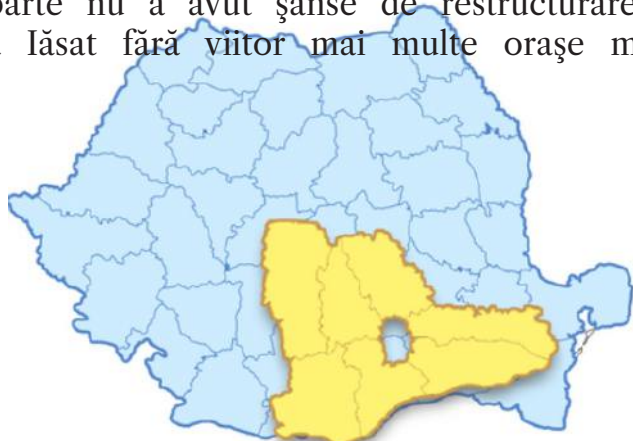 parte nu a avut şanse de restructurare
lăsat fără viitor mai multe oraşe m